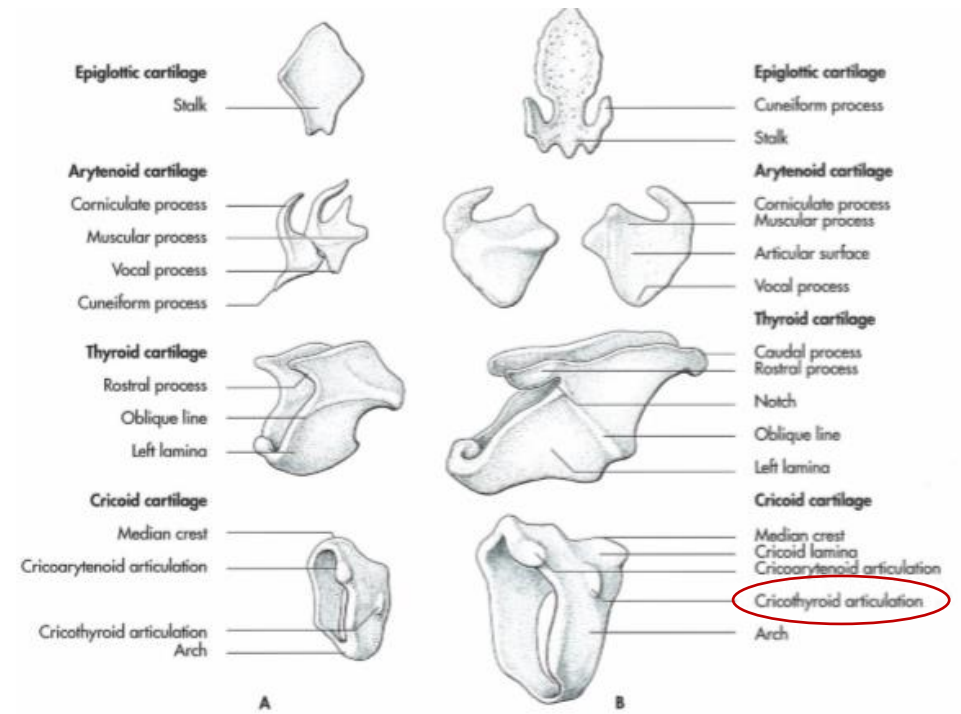 Epiglottic cartilage
Stalk
Arytenoid cartilage
Corniculate process
Muscular process
Vocal process
Cuneiform process
Thyroid cartilage
Rostral process
Oblique line
Left lamina
Cricoid cartilage
Median crest
Cricoarytenoid articulation
Cricothyroid articulation
Arch
A
Epiglottic cartilage
Cuneiform process
Stalk
Arytenoid cartilage
Corniculate process
Muscular process
Articular surface
Vocal process
Thyroid cartilage
Caudal process
Rostral process
Notch
Oblique line
Left lamina
Cricoid cartilage
Median crest
Cricoid lamina
Cricoarytenoid articulation
Cricothyroid articulation
Arch
B